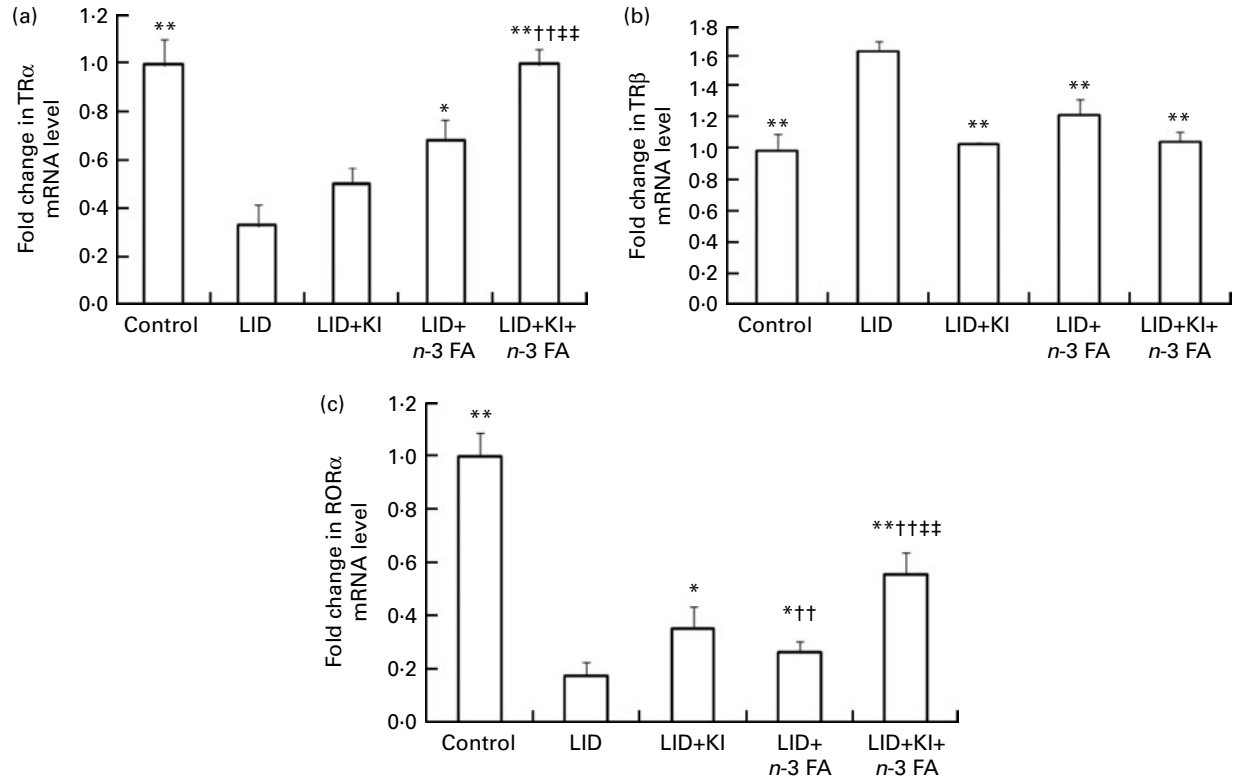 (a)
Fold change in TRα
mRNA level
1·2
1·0
0·8
0·6
0·4
0·2
0·0
**
*
**††‡‡
Control
LID
LID+KI
LID+
n-3 FA
LID+KI+
n-3 FA
(b)
Fold change in TRβ
mRNA level
1·8
1·6
1·4
1·2
1·0
0·8
0·6
0·4
0·2
0·0
**
**
**
**
Control
LID
LID+KI
LID+
n-3 FA
LID+KI+
n-3 FA
(c)
Fold change in RORα
mRNA level
1·2
1·0
0·8
0·6
0·4
0·2
0·0
**
*
*††
**††‡‡
Control
LID
LID+KI
LID+
n-3 FA
LID+KI+
n-3 FA